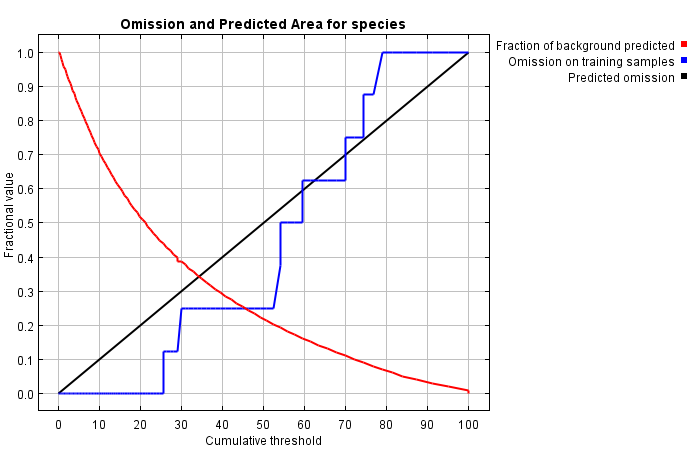 Omission and Predicted Area for species
Fraction of background predicted
Omission on training samples
Predicted omission
Fractional value
1.0
0.9
0.8
0.7
0.6
0.5
0.4
0.3
0.2
0.1
0.0
0 10 20 30 40 50 60 70 80 90 100
Cumulative threshold